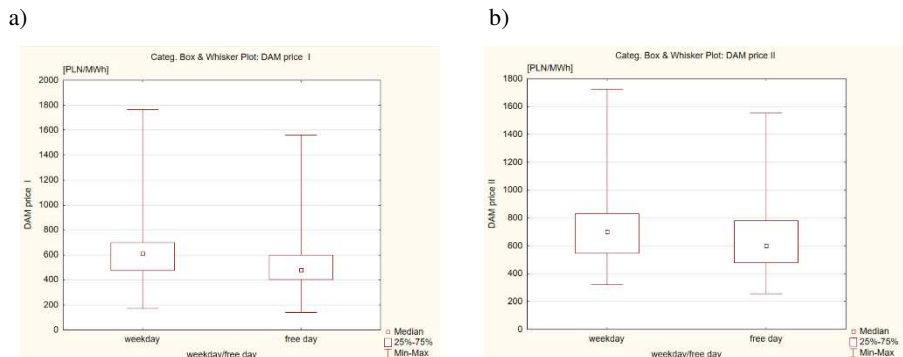 a)
Categ. Box & Whisker Plot: DAM price I
[PLN/MWh]
2000
1800
1600
1400
1200
1000
800
600
400
200
0
DAM price I
weekday
free day
weekday/free day
Median
25%-75%
Min-Max
b)
Categ. Box & Whisker Plot: DAM price II
[PLN/MWh]
1800
1600
1400
1200
1000
800
600
400
200
0
DAM price II
weekday
free day
weekday/free day
Median
25%-75%
Min-Max